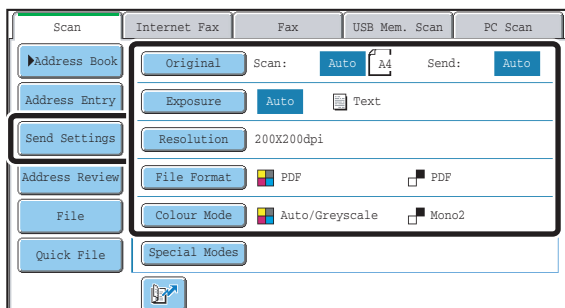 Scan Internet Fax Fax USB Mem. Scan PC Scan
Address Book Original Scan: Auto A4 Send: Auto
Address Entry Exposure Auto Text
Send Settings Resolution 200X200dpi
Address Review File Format PDF PDF
File Colour Mode Auto/Greyscale Mono2
Quick File Special Modes